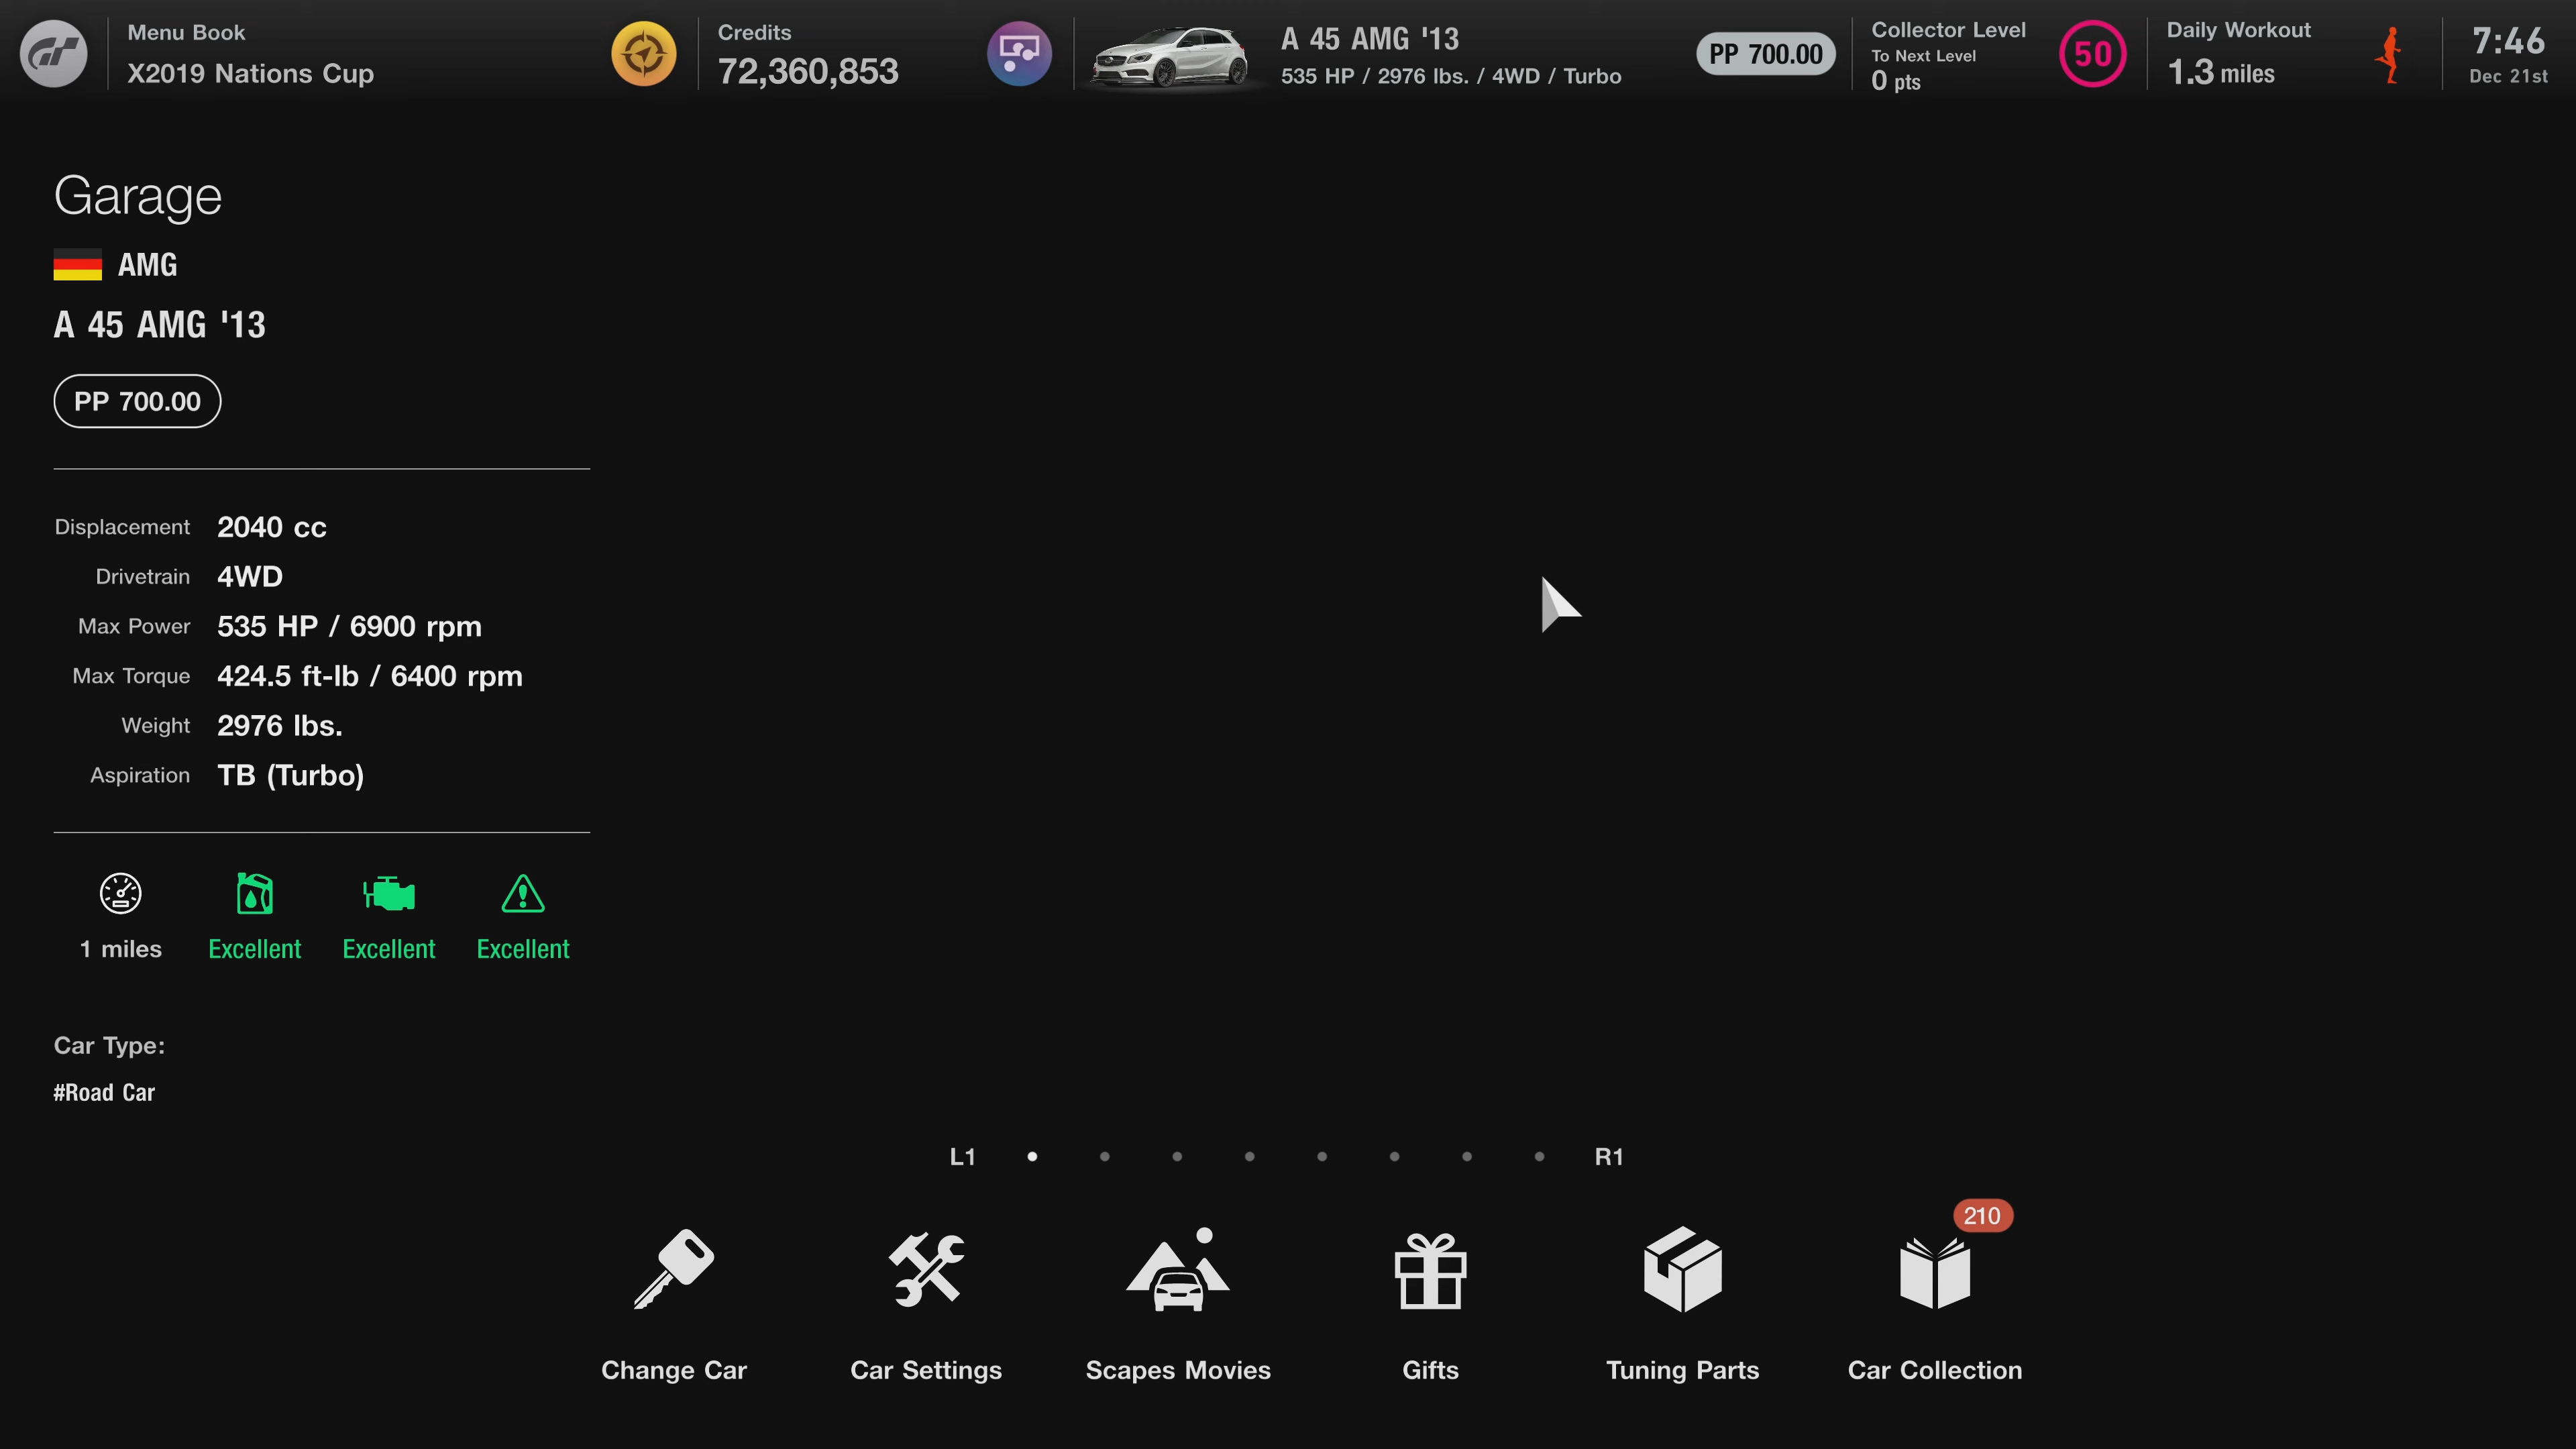 Menu Book
X2019 Nations Cup
Credits
72,360,853
A 45 AMG '13
535 HP / 2976 lbs. / 4WD / Turbo
PP 700.00
Collector Level
To Next Level
0 pts
50
Daily Workout
1.3 miles
7:46
Dec 21st
Garage
AMG
A 45 AMG '13
PP 700.00
Displacement 2040 cc
Drivetrain 4WD
Max Power 535 HP / 6900 rpm
Max Torque 424.5 ft-lb / 6400 rpm
Weight 2976 lbs.
Aspiration TB (Turbo)
1 miles Excellent Excellent Excellent
Car Type:
#Road Car
L1 R1
210
Change Car Car Settings Scapes Movies Gifts Tuning Parts Car Collection